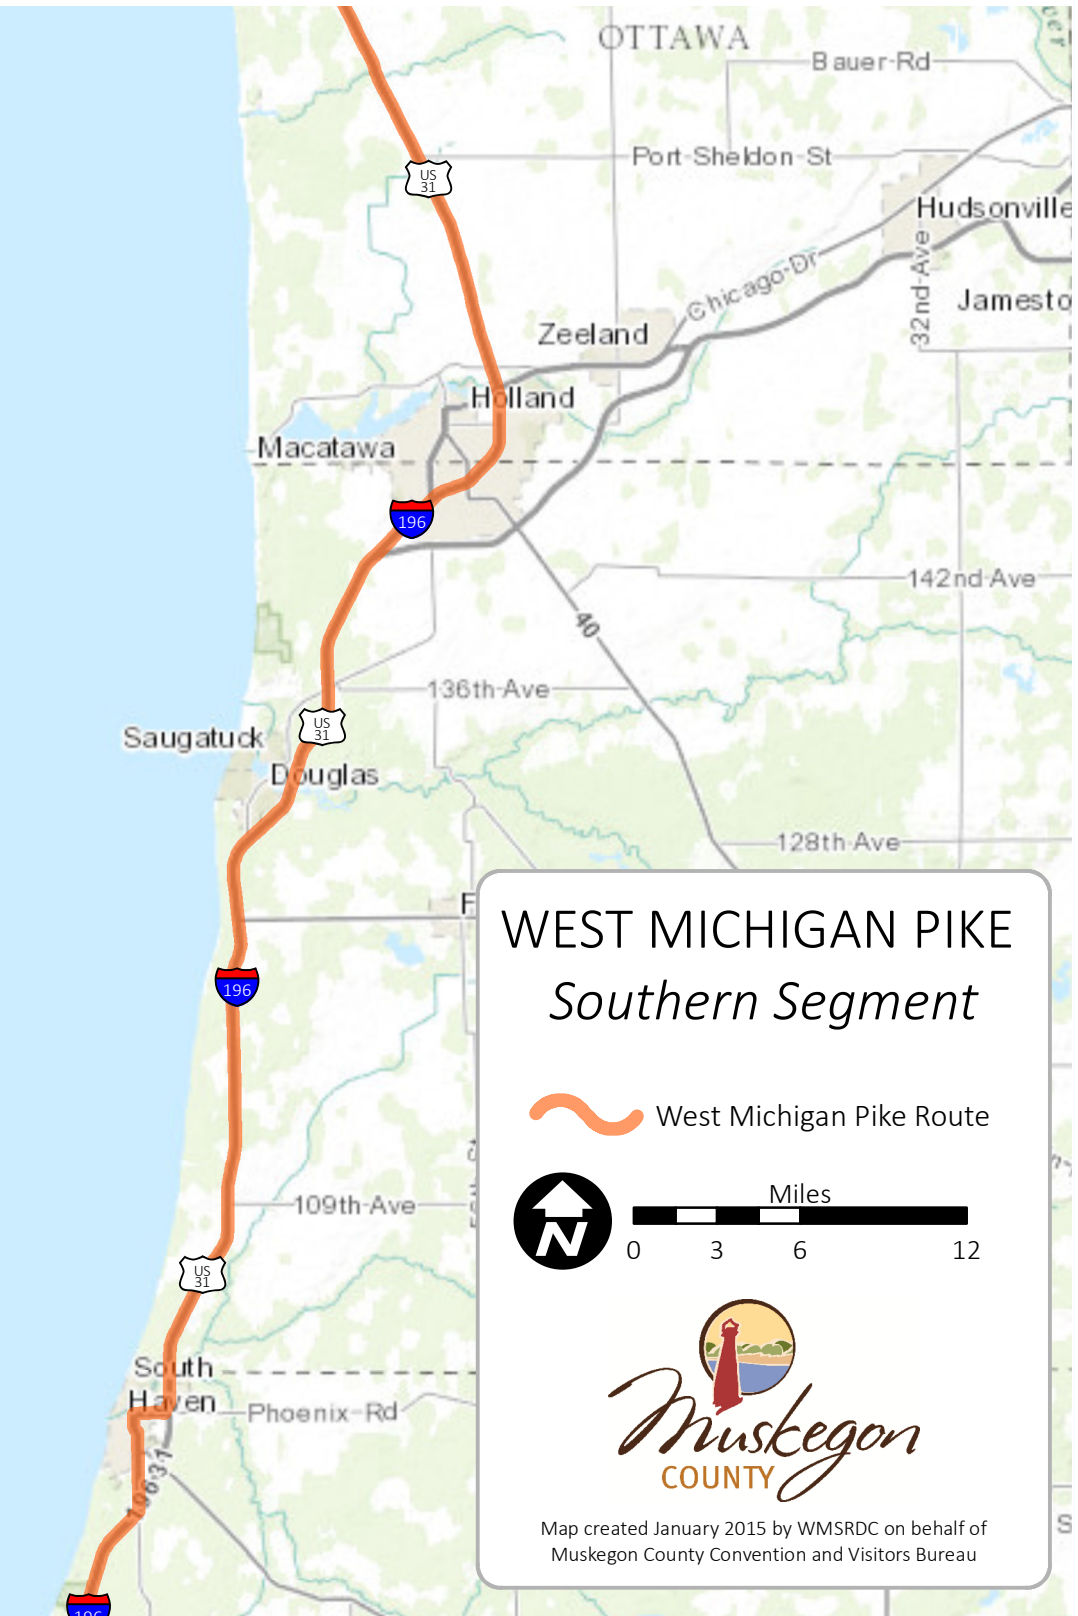 OTTAWA
Bauer Rd
Port Sheldon St
US
31
Hudsonville
32nd Ave
Chicago Dr
Jamesto
Zeeland
Holland
Macatawa
196
142nd Ave
40
136th Ave
US
31
Saugatuck
Douglas
128th Ave
F
196
109th Ave
US
31
South
Haven
Phoenix Rd
196 31
196
S
WEST MICHIGAN PIKE
Southern Segment
West Michigan Pike Route
N
Miles
0 3 6 12
Muskegon
COUNTY
Map created January 2015 by WMSRDC on behalf of
Muskegon County Convention and Visitors Bureau